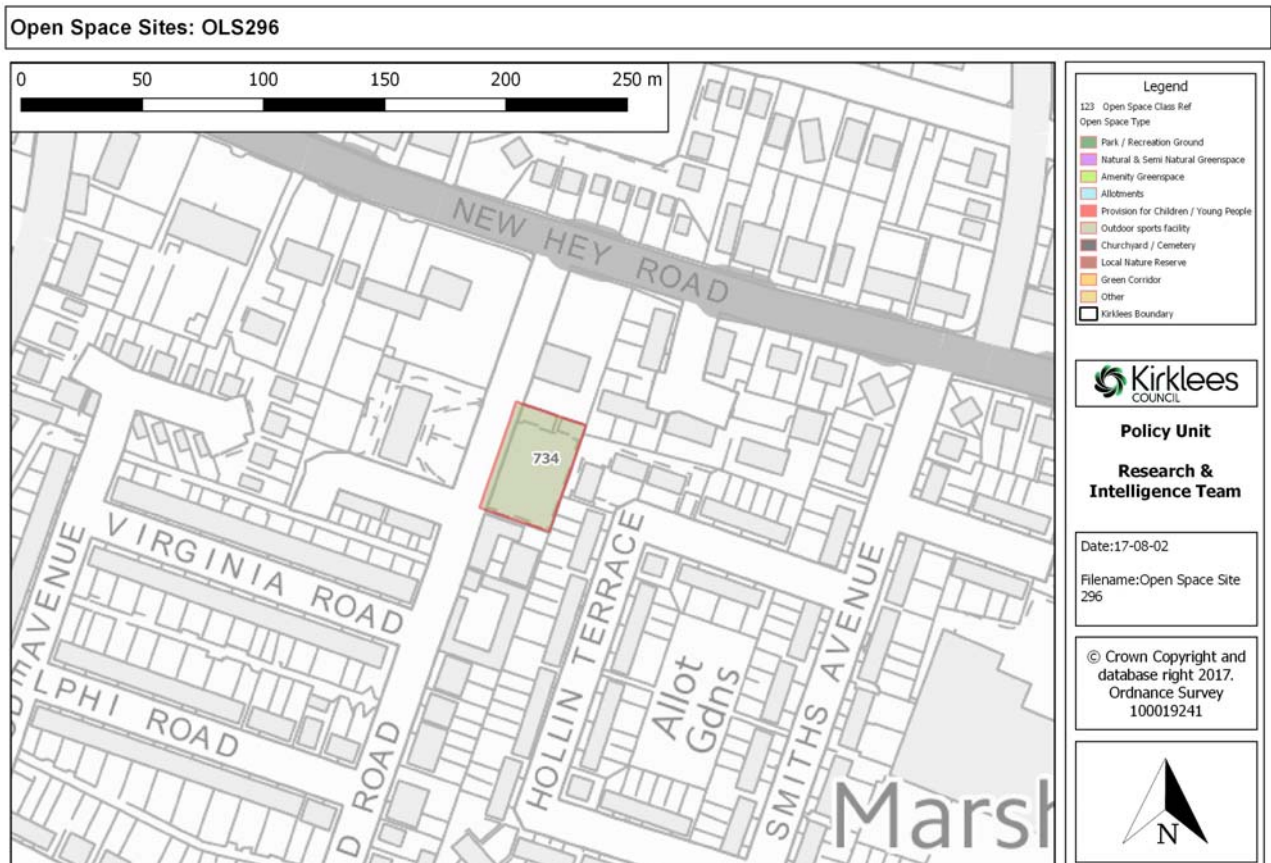 Open Space Sites: OLS296
0 50 100 150 200 250 m
NEW HEY ROAD
734
VIRGINIA ROAD
AVENUE
LPHI ROAD
D ROAD
HOLLIN TERRACE
Allot
Gdns
SMITHS AVENUE
Marsh
Legend
123 Open Space Class Ref
Open Space Type
Park / Recreation Ground
Natural & Semi Natural Greenspace
Amenity Greenspace
Allotments
Provision for Children / Young People
Outdoor sports facility
Churchyard / Cemetery
Local Nature Reserve
Green Corridor
Other
Kirklees Boundary
Kirklees
COUNCIL
Policy Unit
Research &
Intelligence Team
Date:17-08-02
Filename:Open Space Site
296
© Crown Copyright and
database right 2017.
Ordnance Survey
100019241
N